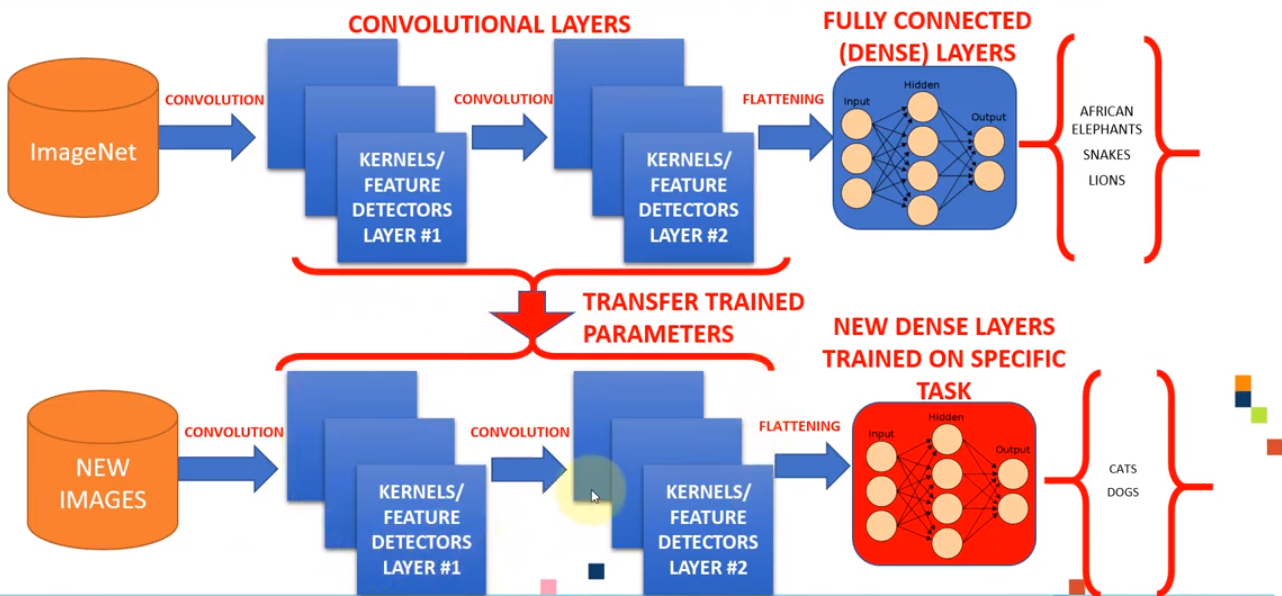 CONVOLUTIONAL LAYERS
FULLY CONNECTED
(DENSE) LAYERS
ImageNet
CONVOLUTION
KERNELS/
FEATURE
DETECTORS
LAYER #1
CONVOLUTION
KERNELS/
FEATURE
DETECTORS
LAYER #2
FLATTENING
Input
Hidden
Output
AFRICAN
ELEPHANTS
SNAKES
LIONS
TRANSFER TRAINED
PARAMETERS
NEW DENSE LAYERS
TRAINED ON SPECIFIC
TASK
NEW
IMAGES
CONVOLUTION
KERNELS/
FEATURE
DETECTORS
LAYER #1
CONVOLUTION
KERNELS/
FEATURE
DETECTORS
LAYER #2
FLATTENING
Input
Hidden
Output
CATS
DOGS